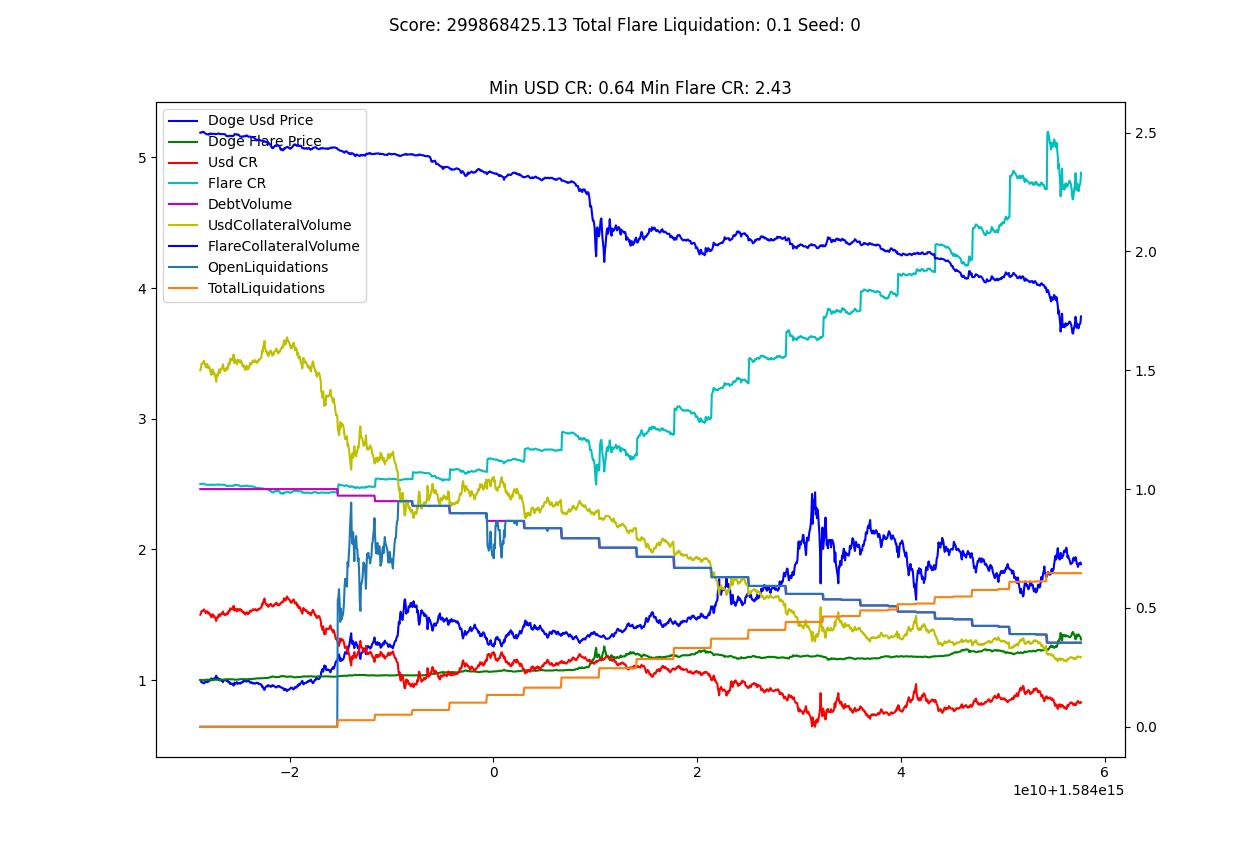 Score: 299868425.13 Total Flare Liquidation: 0.1 Seed: 0
Min USD CR: 0.64 Min Flare CR: 2.43
Doge Usd Price
Doge Flare Price
Usd CR
Flare CR
DebtVolume
UsdCollateralVolume
FlareCollateralVolume
OpenLiquidations
TotalLiquidations
5
4
3
2
1
2.5
2.0
1.5
1.0
0.5
0.0
−2 0 2 4 6
1e10+1.584e15